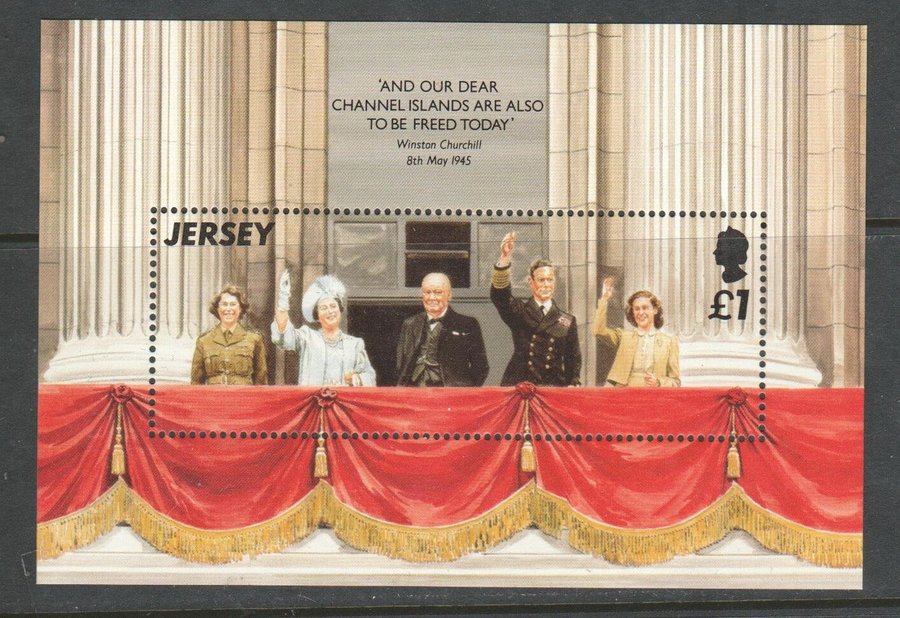 'AND OUR DEAR
CHANNEL ISLANDS ARE ALSO
TO BE FREED TODAY'
Winston Churchill
8th May 1945
JERSEY
£1